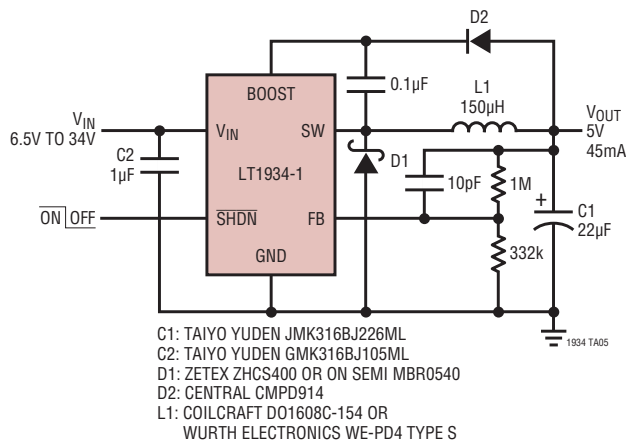 D2
0.1µF
L1
150µH
BOOST
VIN
6.5V TO 34V
VIN
SW
VOUT
5V
45mA
C2
1µF
LT1934-1
D1
10pF
1M
ON OFF
SHDN
FB
C1
22µF
+
332k
GND
1934 TA05
C1: TAIYO YUDEN JMK316BJ226ML
C2: TAIYO YUDEN GMK316BJ105ML
D1: ZETEX ZHCS400 OR ON SEMI MBR0540
D2: CENTRAL CMPD914
L1: COILCRAFT DO1608C-154 OR
WURTH ELECTRONICS WE-PD4 TYPE S